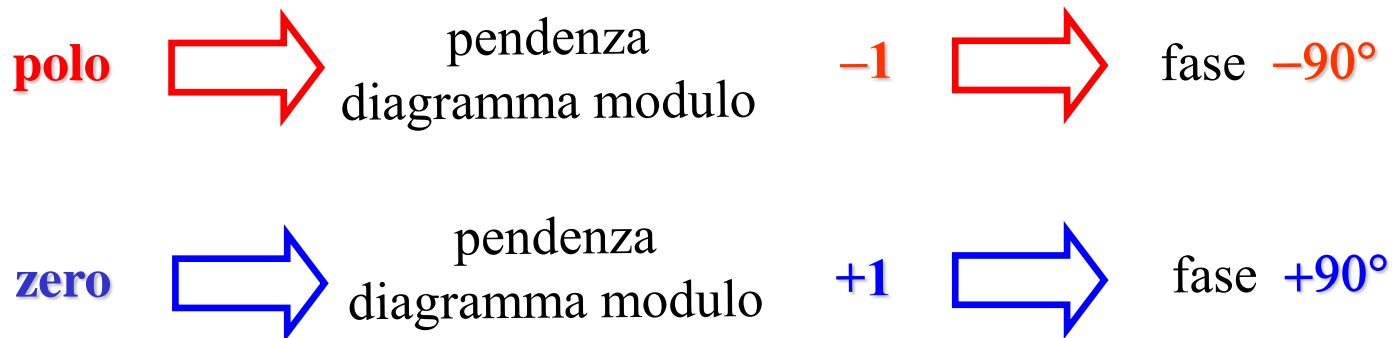 polo pendenza –1 fase –90°
diagramma modulo
zero pendenza +1 fase +90°
diagramma modulo